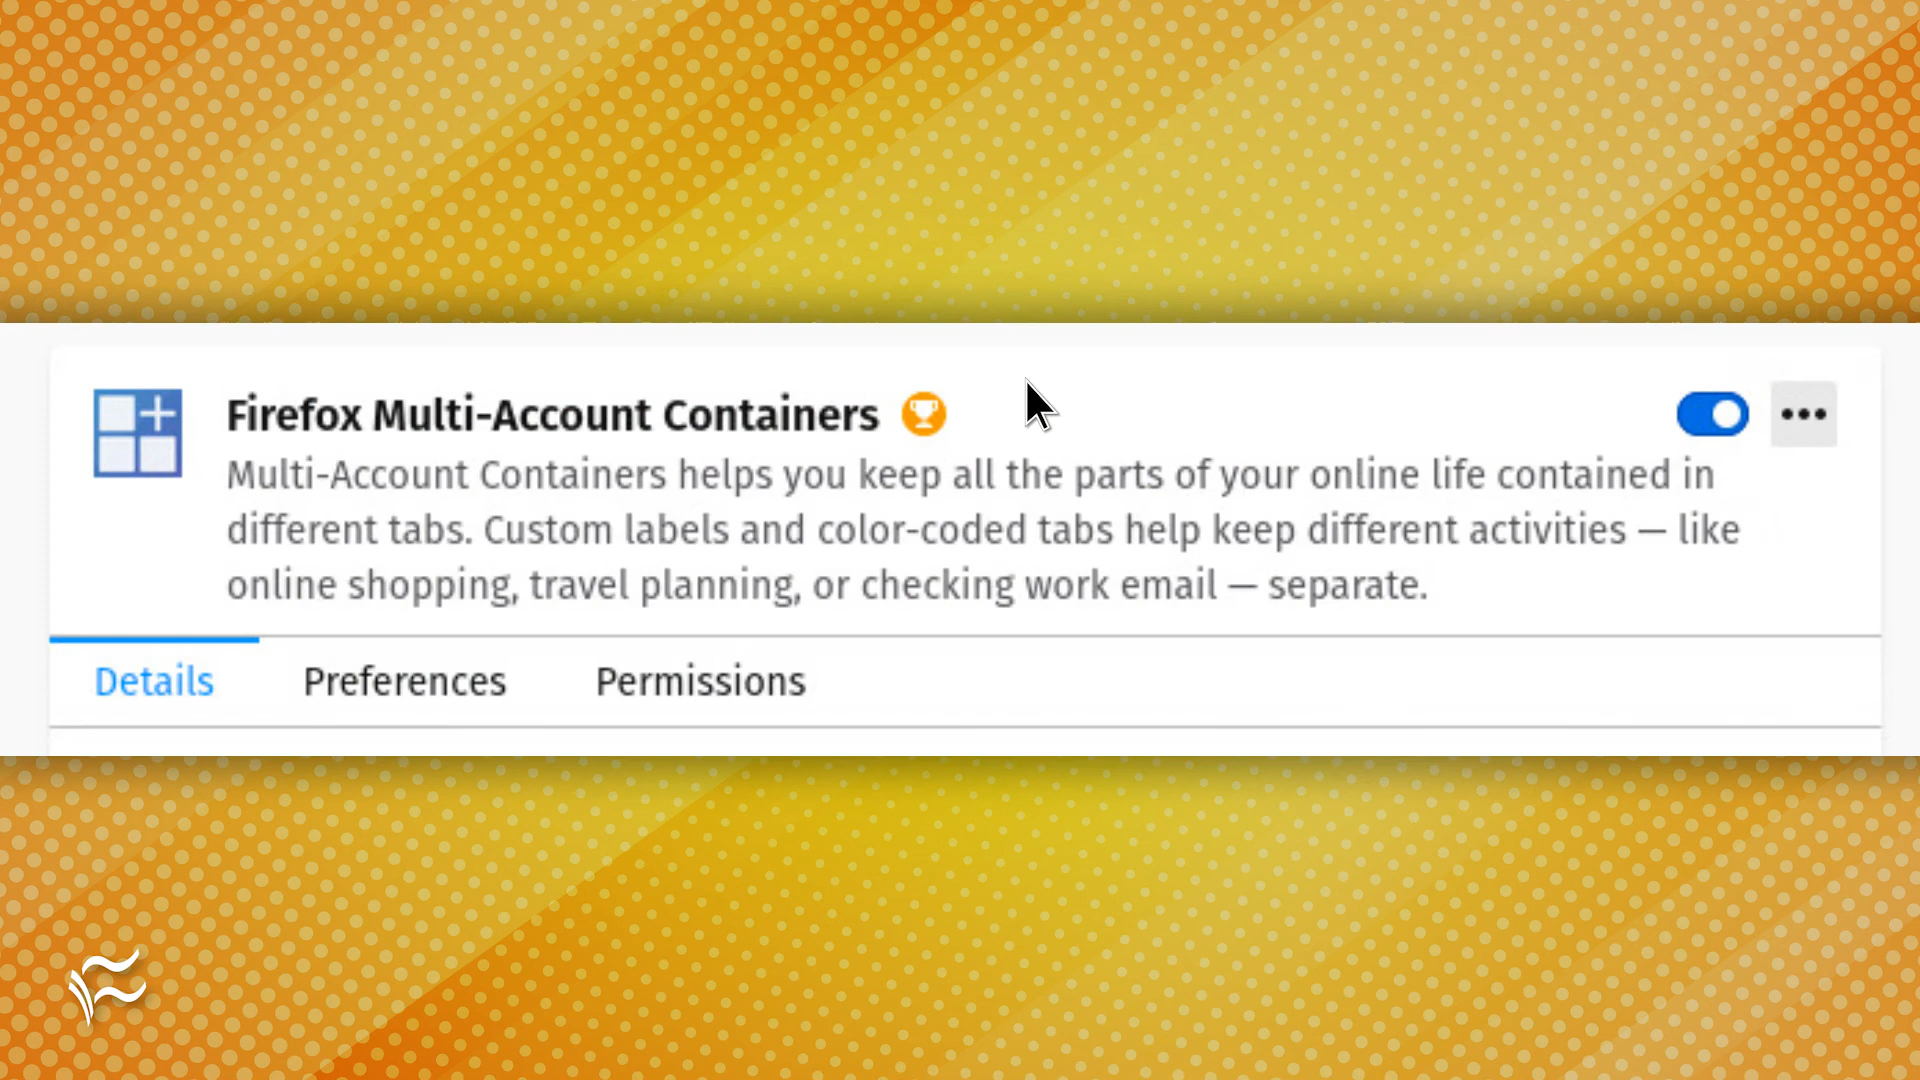 Firefox Multi-Account Containers
Multi-Account Containers helps you keep all the parts of your online life contained in
different tabs. Custom labels and color-coded tabs help keep different activities — like
online shopping, travel planning, or checking work email — separate.
Details Preferences Permissions